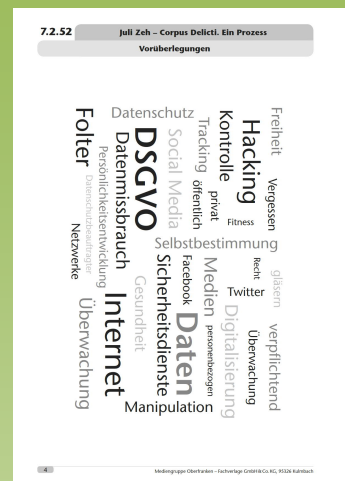 7.2.52
Juli Zeh – Corpus Delicti. Ein Prozess
Vorüberlegungen
Datenschutz
Folter
Persönlichkeitsentwicklung
Datenschutzbeauftragter
Netzwerke
Datenmissbrauch
DSGVO
Social Media
Tracking
öffentlich
privat
Kontrolle
Hacking
Fitness
Freiheit
Vergessen
Selbstbestimmung
Überwachung
Internet
Gesundheit
Sicherheitsdienste
Facebook
Daten
Medien
personenbezogen
Digitalisierung
Twitter
Recht
gläsern
Überwachung
verpflichtend
Manipulation
4
Mediengruppe Oberfranken – Fachverlage GmbH & Co. KG, 95326 Kulmbach